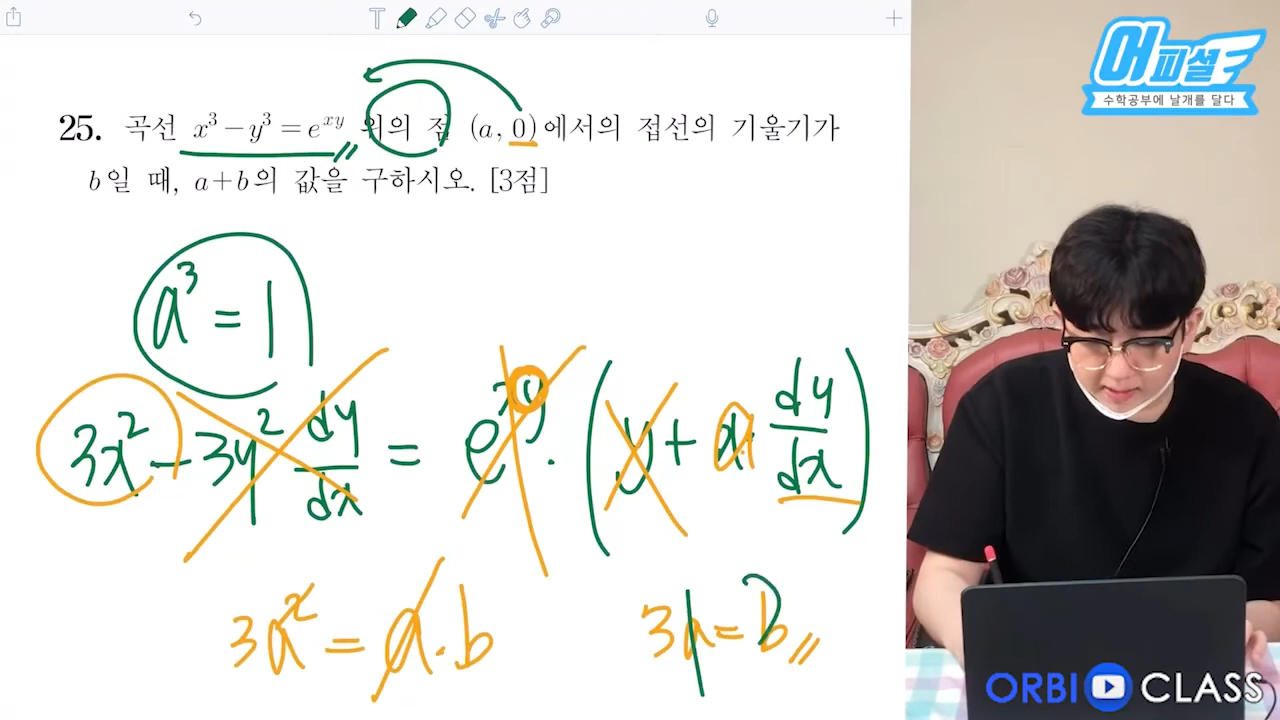 어피셜
수학공부에 날개를 달다
25. 곡선 x³-y³=e^{xy} 위의 점 (a, 0)에서의 접선의 기울기가
b일 때, a+b의 값을 구하시오. [3점]
a³ = 1
3x² - 3y² dy/dx = e^{xy} · (y + x · dy/dx)
3a² = a · b
3a = b
ORBI CLASS